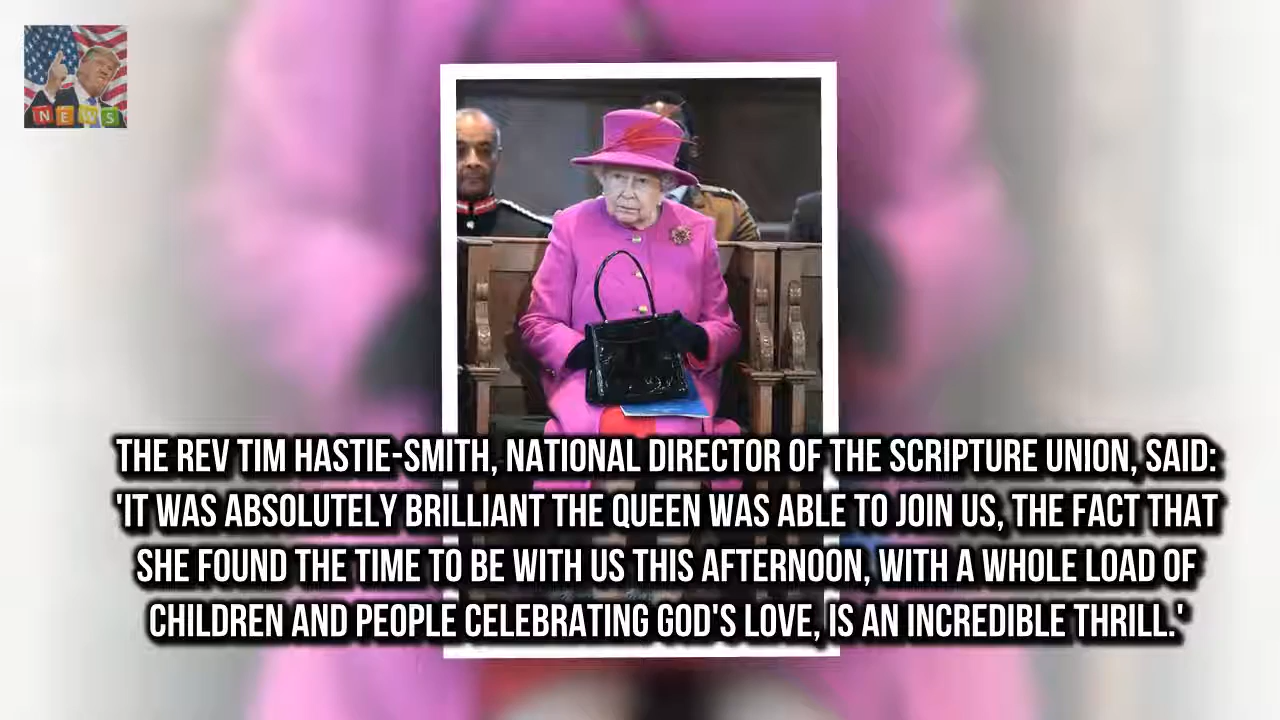 NEWS
THE REV TIM HASTIE-SMITH, NATIONAL DIRECTOR OF THE SCRIPTURE UNION, SAID:
'IT WAS ABSOLUTELY BRILLIANT THE QUEEN WAS ABLE TO JOIN US, THE FACT THAT
SHE FOUND THE TIME TO BE WITH US THIS AFTERNOON, WITH A WHOLE LOAD OF
CHILDREN AND PEOPLE CELEBRATING GOD'S LOVE, IS AN INCREDIBLE THRILL.'